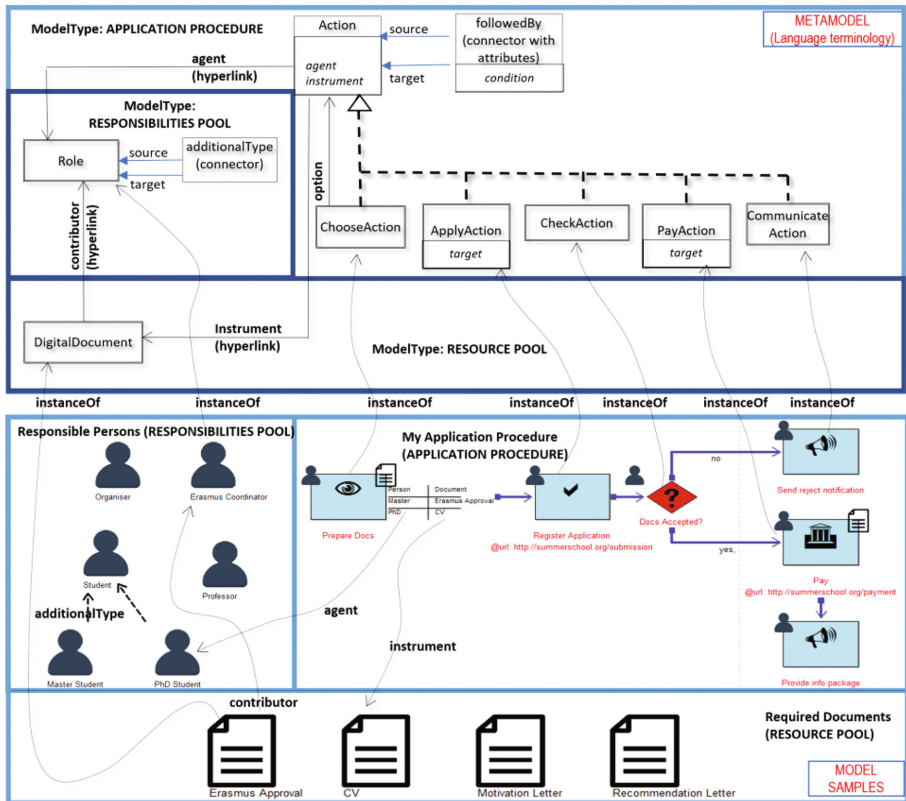 ModelType: APPLICATION PROCEDURE
Action
agent
instrument
source
target
followedBy
(connector with
attributes)
condition
METAMODEL
(Language terminology)
agent
(hyperlink)
ModelType:
RESPONSIBILITIES POOL
Role
source
target
additionalType
(connector)
contributor
(hyperlink)
option
ChooseAction
ApplyAction
target
CheckAction
PayAction
target
Communicate
Action
DigitalDocument
Instrument
(hyperlink)
ModelType: RESOURCE POOL
instanceOf
instanceOf
instanceOf
instanceOf
instanceOf
instanceOf
instanceOf
Responsible Persons (RESPONSIBILITIES POOL)
Organiser
Erasmus Coordinator
Student
Professor
additionalType
Master Student
PhD Student
My Application Procedure
(APPLICATION PROCEDURE)
Prepare Docs
Person Document
Master Erasmus Approval
PhD CV
Register Application
@url: http://summerschool.org/submission
?
Docs Accepted?
no
yes,
Send reject notification
Pay
@url: http://summerschool.org/payment
Provide info package
agent
instrument
contributor
Erasmus Approval
CV
Motivation Letter
Recommendation Letter
Required Documents
(RESOURCE POOL)
MODEL
SAMPLES